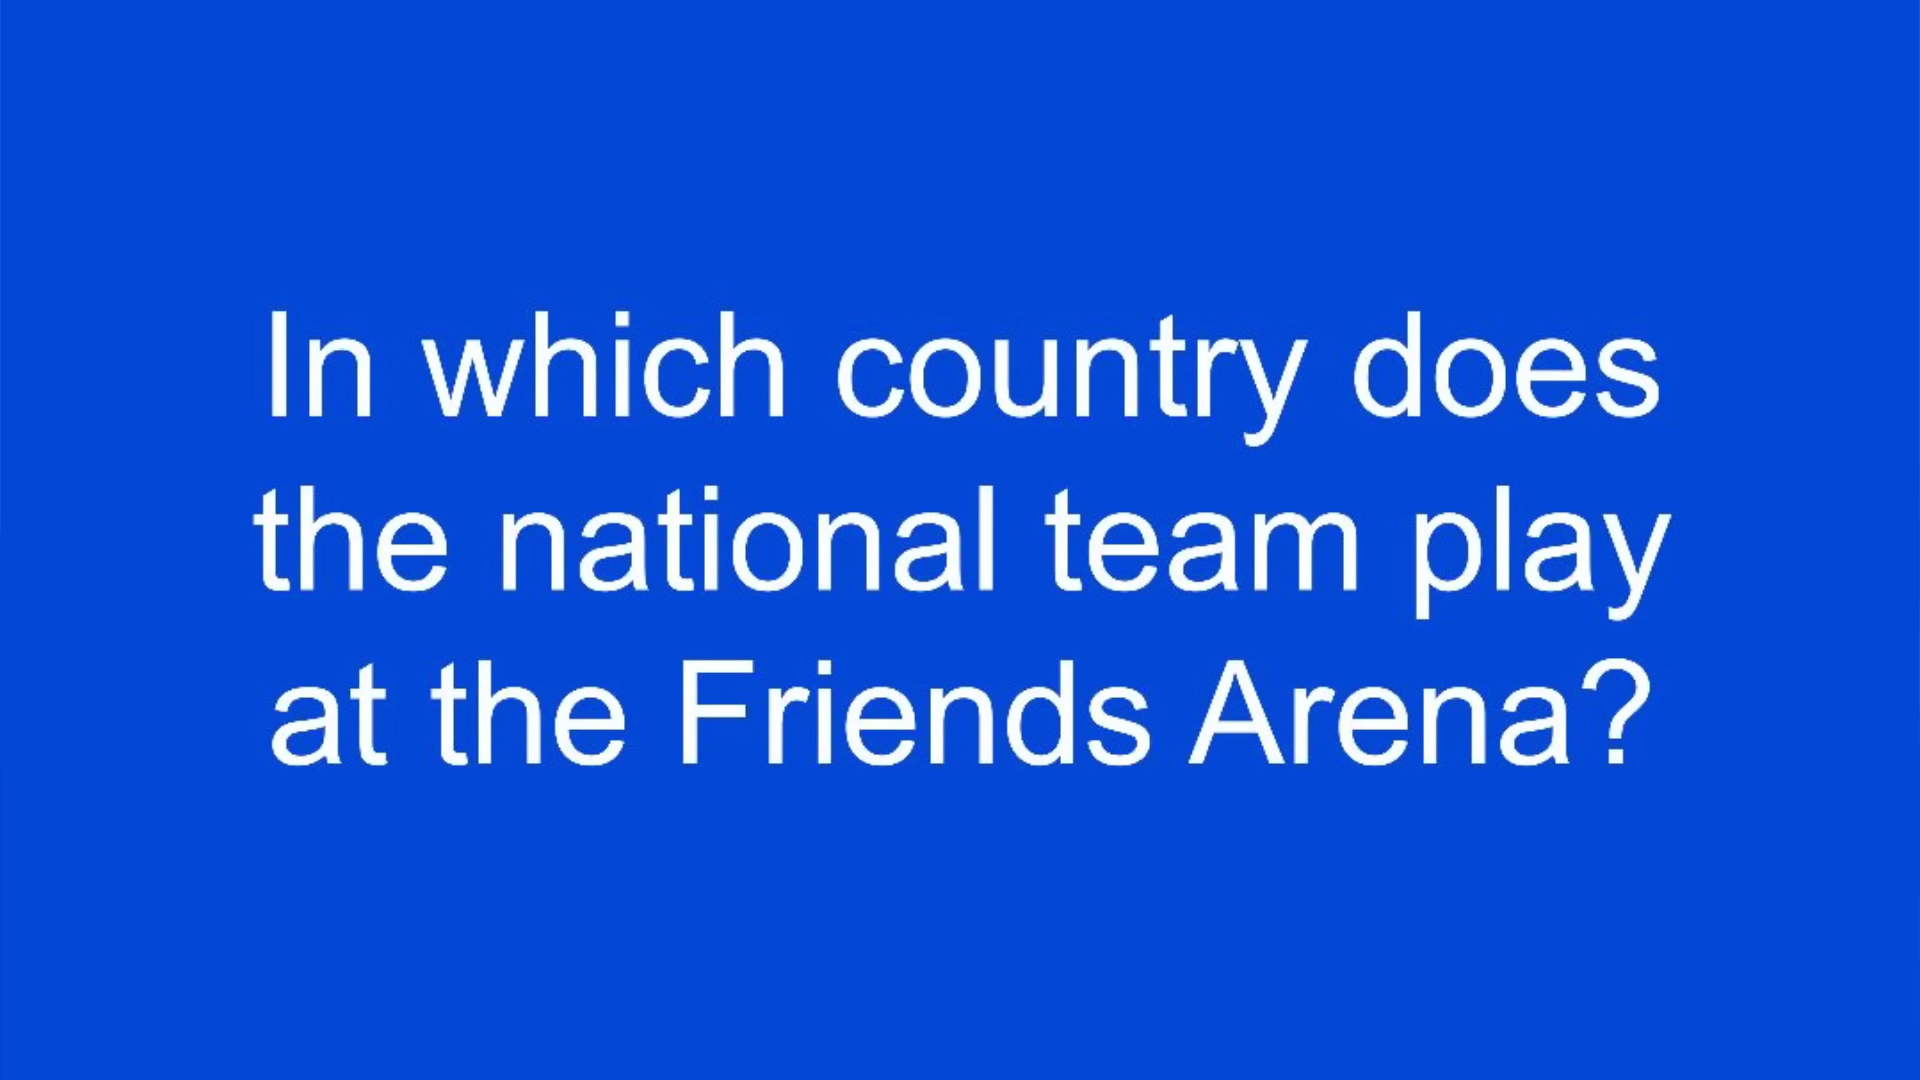 In which country does
the national team play
at the Friends Arena?